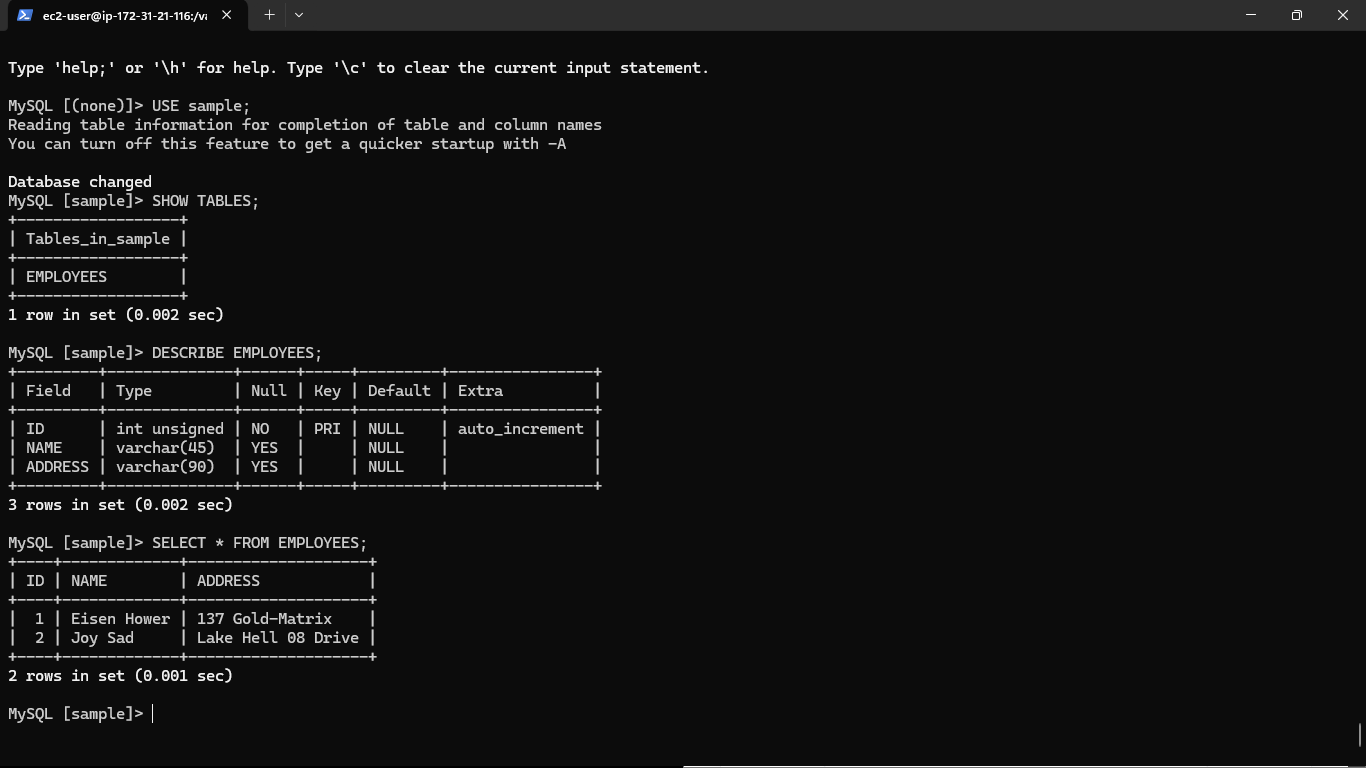 ec2-user@ip-172-31-21-116:/va
Type 'help;' or '\h' for help. Type '\c' to clear the current input statement.
MySQL [(none)]> USE sample;
Reading table information for completion of table and column names
You can turn off this feature to get a quicker startup with -A
Database changed
MySQL [sample]> SHOW TABLES;
+------------------+
| Tables_in_sample |
+------------------+
| EMPLOYEES        |
+------------------+
1 row in set (0.002 sec)
MySQL [sample]> DESCRIBE EMPLOYEES;
+---------+--------------+------+-----+---------+----------------+
| Field   | Type         | Null | Key | Default | Extra          |
+---------+--------------+------+-----+---------+----------------+
| ID      | int unsigned | NO   | PRI | NULL    | auto_increment |
| NAME    | varchar(45)  | YES  |     | NULL    |                |
| ADDRESS | varchar(90)  | YES  |     | NULL    |                |
+---------+--------------+------+-----+---------+----------------+
3 rows in set (0.002 sec)
MySQL [sample]> SELECT * FROM EMPLOYEES;
+----+-------------+--------------------+
| ID | NAME        | ADDRESS            |
+----+-------------+--------------------+
|  1 | Eisen Hower | 137 Gold-Matrix    |
|  2 | Joy Sad     | Lake Hell 08 Drive |
+----+-------------+--------------------+
2 rows in set (0.001 sec)
MySQL [sample]>